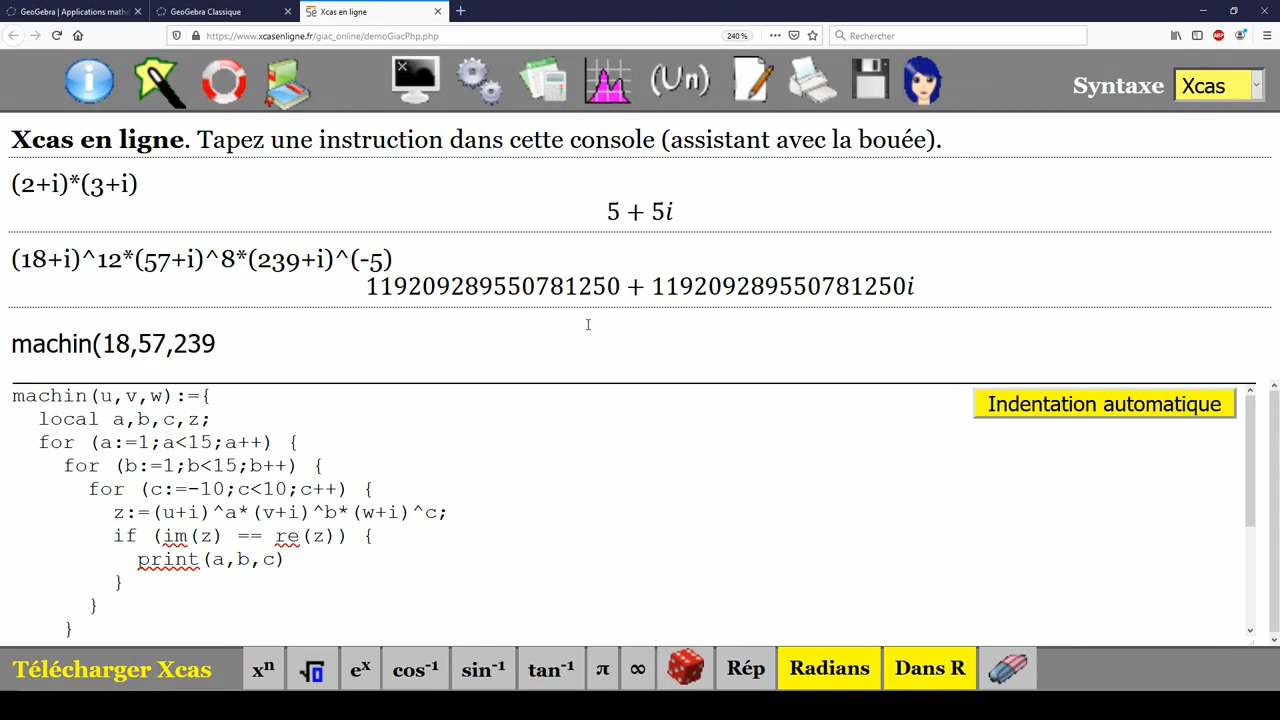 GeoGebra | Applications mathé
GeoGebra Classique
Xcas en ligne
https://www.xcasenligne.fr/giac_online/demoGiacPhp.php
240 %
Rechercher
(Un)
Syntaxe
Xcas
Xcas en ligne. Tapez une instruction dans cette console (assistant avec la bouée).
(2+i)*(3+i)
5 + 5i
(18+i)^12*(57+i)^8*(239+i)^(-5)
119209289550781250 + 119209289550781250i
machin(18,57,239
machin(u,v,w):={
Indentation automatique
local a,b,c,z;
for (a:=1;a<15;a++) {
for (b:=1;b<15;b++) {
for (c:=-10;c<10;c++) {
z:=(u+i)^a*(v+i)^b*(w+i)^c;
if (im(z) == re(z)) {
print(a,b,c)
}
}
}
Télécharger Xcas
xⁿ
√0
eˣ
cos⁻¹
sin⁻¹
tan⁻¹
π
∞
Rép
Radians
Dans R